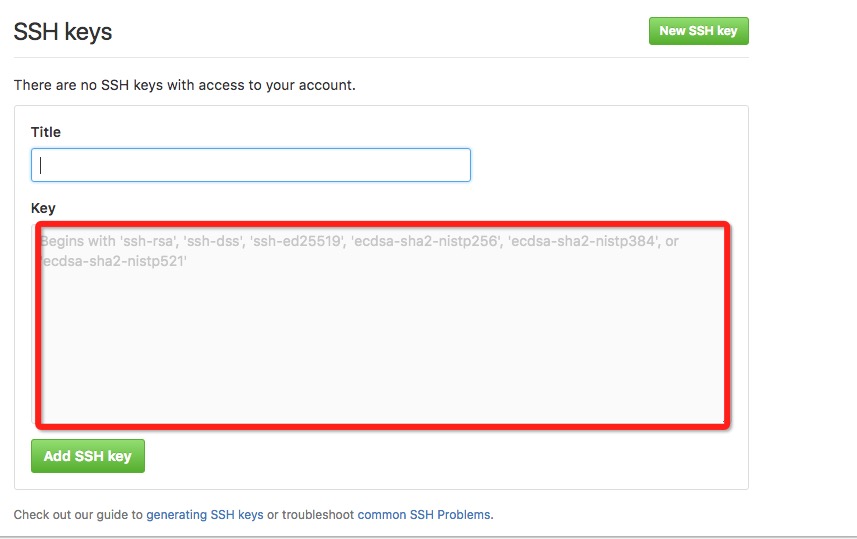 SSH keys
New SSH key
There are no SSH keys with access to your account.
Title
Key
Begins with 'ssh-rsa', 'ssh-dss', 'ssh-ed25519', 'ecdsa-sha2-nistp256', 'ecdsa-sha2-nistp384', or
'ecdsa-sha2-nistp521'
Add SSH key
Check out our guide to generating SSH keys or troubleshoot common SSH Problems.